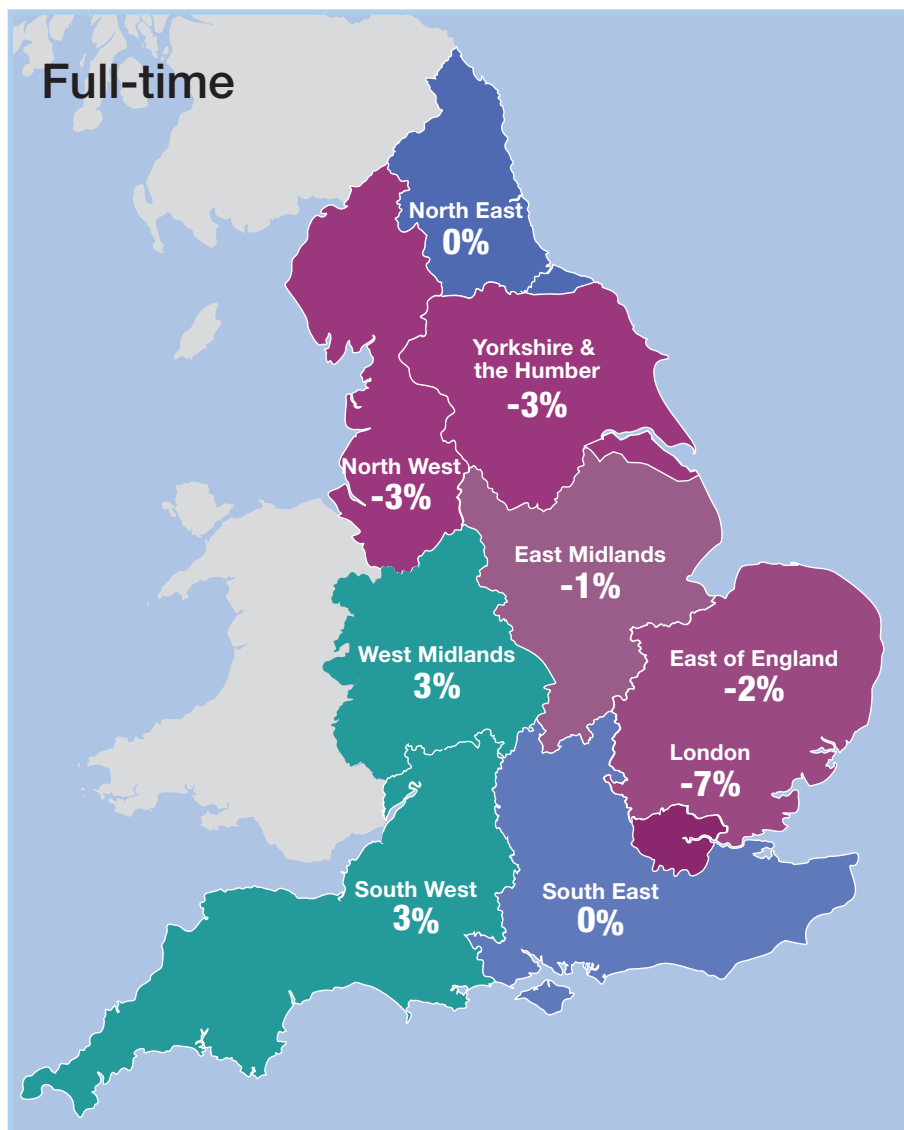 Full-time
North East
0%
Yorkshire &
the Humber
-3%
North West
-3%
East Midlands
-1%
West Midlands
3%
East of England
-2%
London
-7%
South West
3%
South East
0%